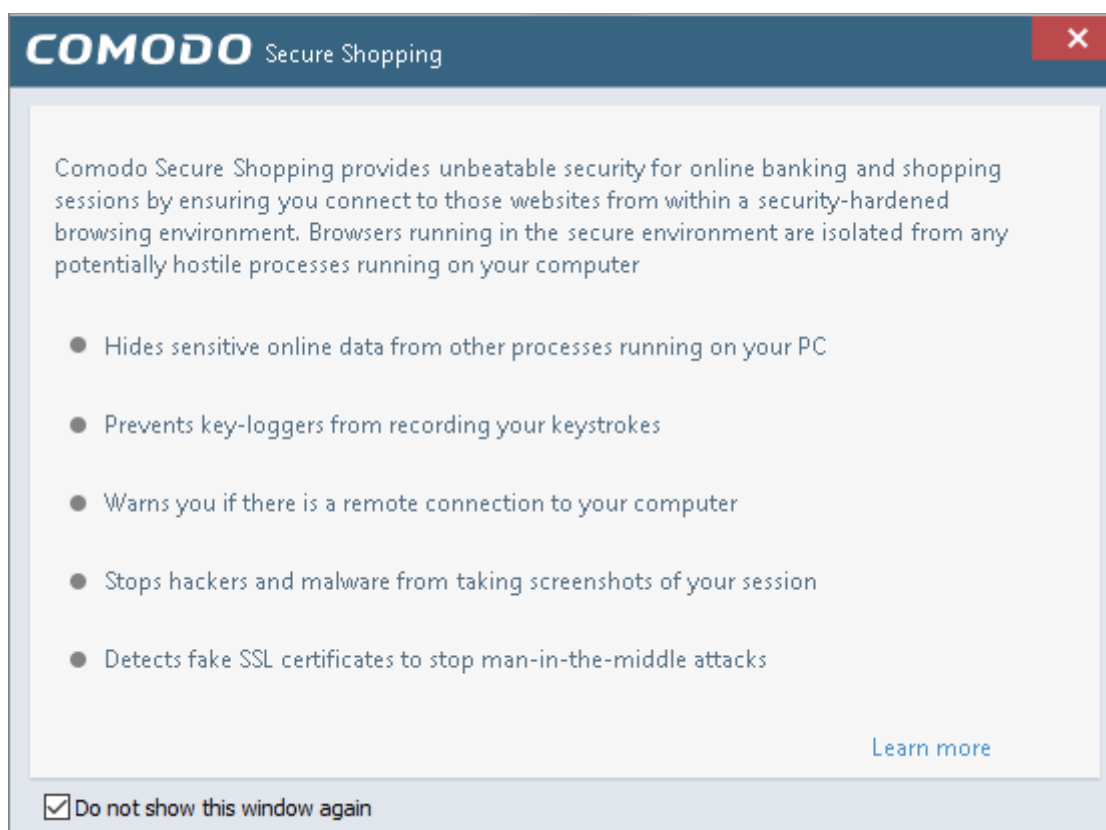 COMODO Secure Shopping
Comodo Secure Shopping provides unbeatable security for online banking and shopping
sessions by ensuring you connect to those websites from within a security-hardened
browsing environment. Browsers running in the secure environment are isolated from any
potentially hostile processes running on your computer
Hides sensitive online data from other processes running on your PC
Prevents key-loggers from recording your keystrokes
Warns you if there is a remote connection to your computer
Stops hackers and malware from taking screenshots of your session
Detects fake SSL certificates to stop man-in-the-middle attacks
Learn more
Do not show this window again